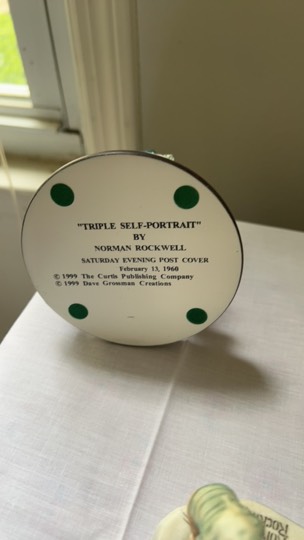 "TRIPLE SELF-PORTRAIT"
BY
NORMAN ROCKWELL
SATURDAY EVENING POST COVER
February 13, 1960
© 1999 The Curtis Publishing Company
© 1999 Dave Grossman Creations